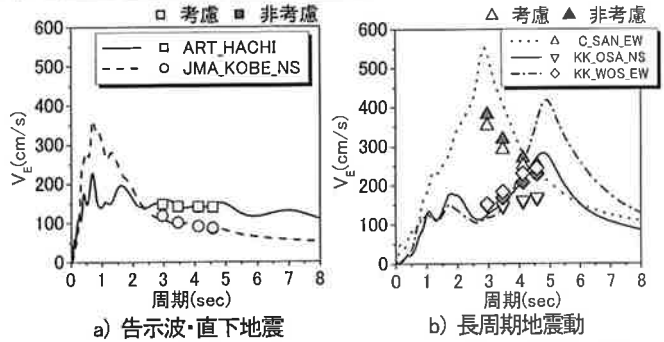 □ 考慮 ■ 非考慮
600
500
400
300
200
100
0
V_E(cm/s)
ART_HACHI
JMA_KOBE_NS
0 1 2 3 4 5 6 7 8
周期(sec)
a) 告示波・直下地震
△ 考慮 ▲ 非考慮
600
500
400
300
200
100
0
V_E(cm/s)
C_SAN_EW
KK_OSA_NS
KK_WOS_EW
0 1 2 3 4 5 6 7 8
周期(sec)
b) 長周期地震動